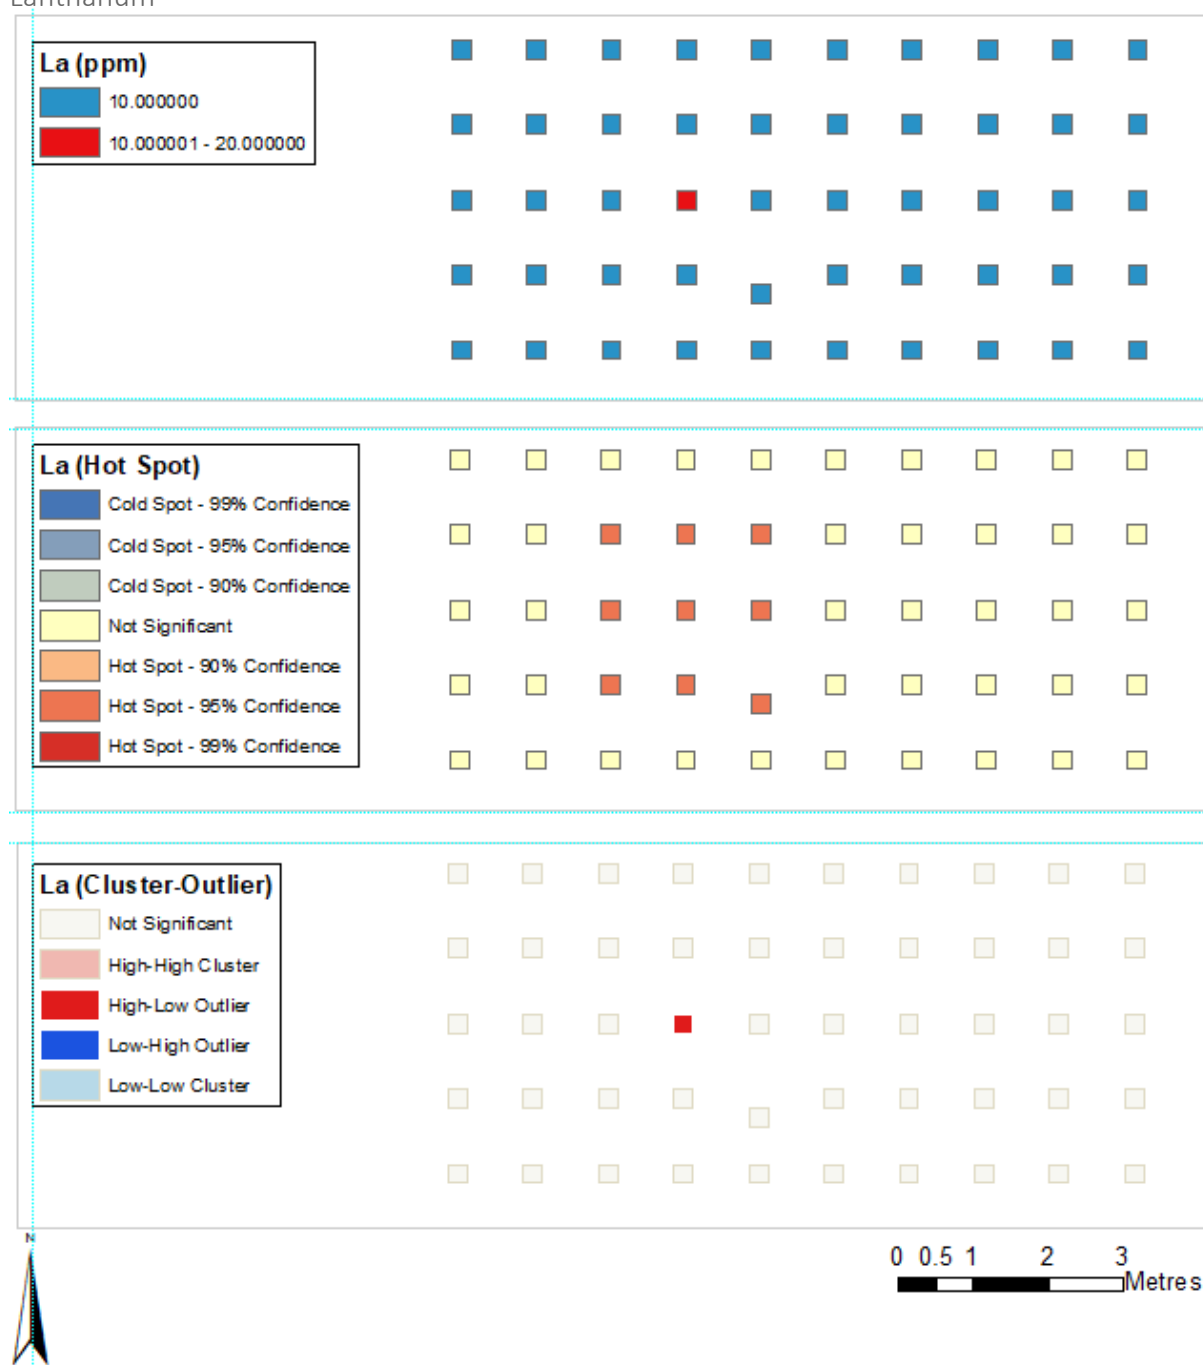 Lanthanum
La (ppm)
10.000000
10.000001 - 20.000000
La (Hot Spot)
Cold Spot - 99% Confidence
Cold Spot - 95% Confidence
Cold Spot - 90% Confidence
Not Significant
Hot Spot - 90% Confidence
Hot Spot - 95% Confidence
Hot Spot - 99% Confidence
La (Cluster-Outlier)
Not Significant
High-High Cluster
High-Low Outlier
Low-High Outlier
Low-Low Cluster
N
0 0.5 1 2 3
Metres